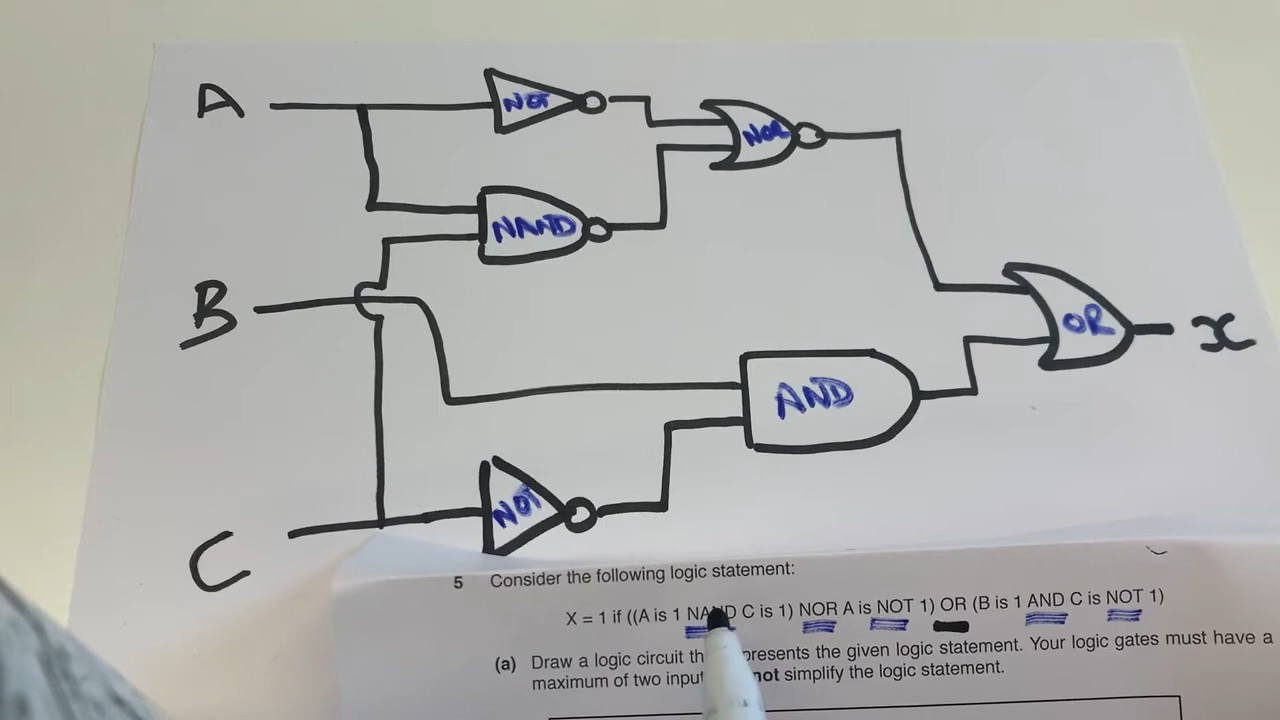 A
NOT
NOR
NAND
B
OR
x
AND
NOT
C
5 Consider the following logic statement:
X = 1 if ((A is 1 NAND C is 1) NOR A is NOT 1) OR (B is 1 AND C is NOT 1)
(a) Draw a logic circuit presents the given logic statement. Your logic gates must have a
maximum of two not simplify the logic statement.